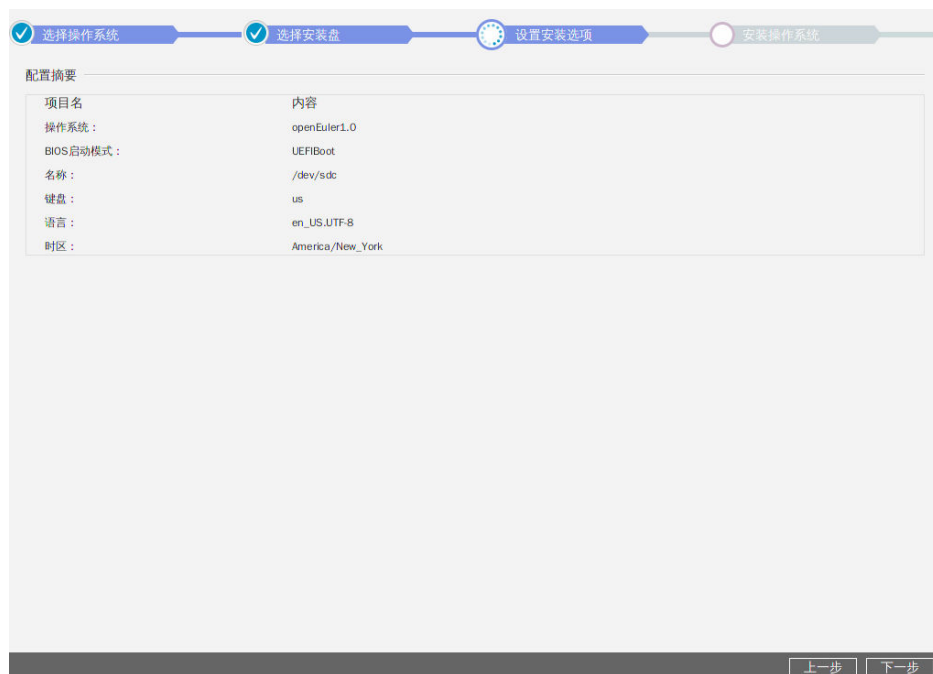 选择操作系统 选择安装盘 设置安装选项 安装操作系统
配置摘要
项目名 内容
操作系统： openEuler1.0
BIOS启动模式： UEFIBoot
名称： /dev/sdc
键盘： us
语言： en_US.UTF-8
时区： America/New_York
上一步 下一步